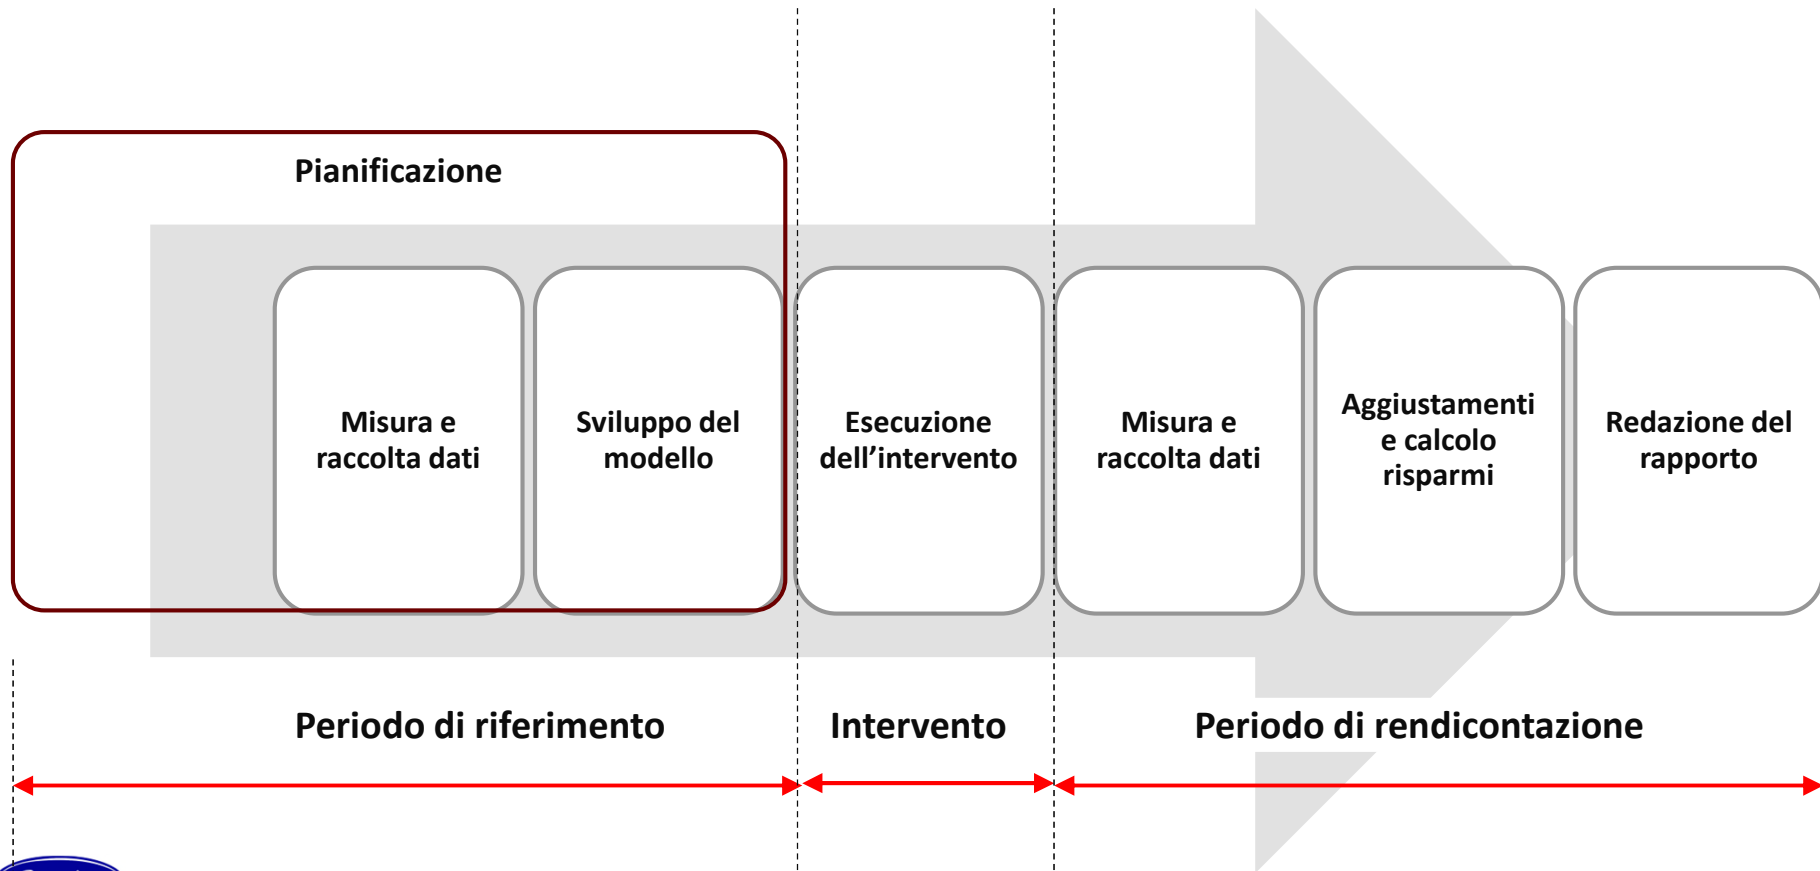 Pianificazione
Misura e
raccolta dati
Sviluppo del
modello
Esecuzione
dell’intervento
Misura e
raccolta dati
Aggiustamenti
e calcolo
risparmi
Redazione del
rapporto
Periodo di riferimento
Intervento
Periodo di rendicontazione